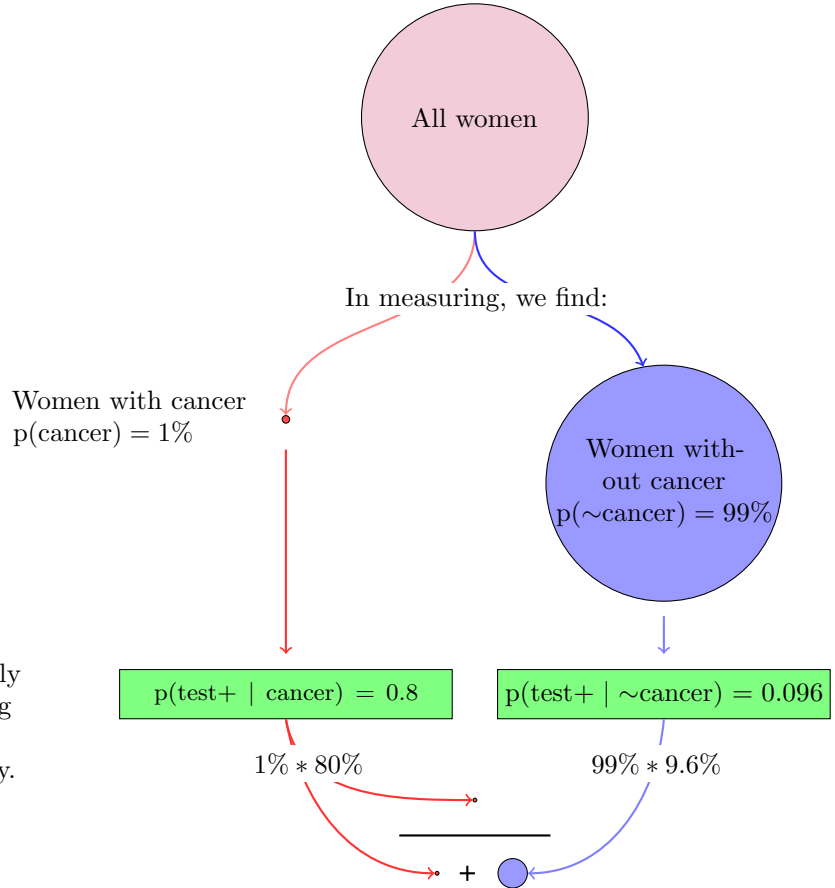 All women
In measuring, we find:
Women with cancer
p(cancer) = 1%
Women with-
out cancer
p(∼cancer) = 99%
ly
g
y.
p(test+ | cancer) = 0.8
p(test+ | ∼cancer) = 0.096
1% ∗ 80%
99% ∗ 9.6%
+